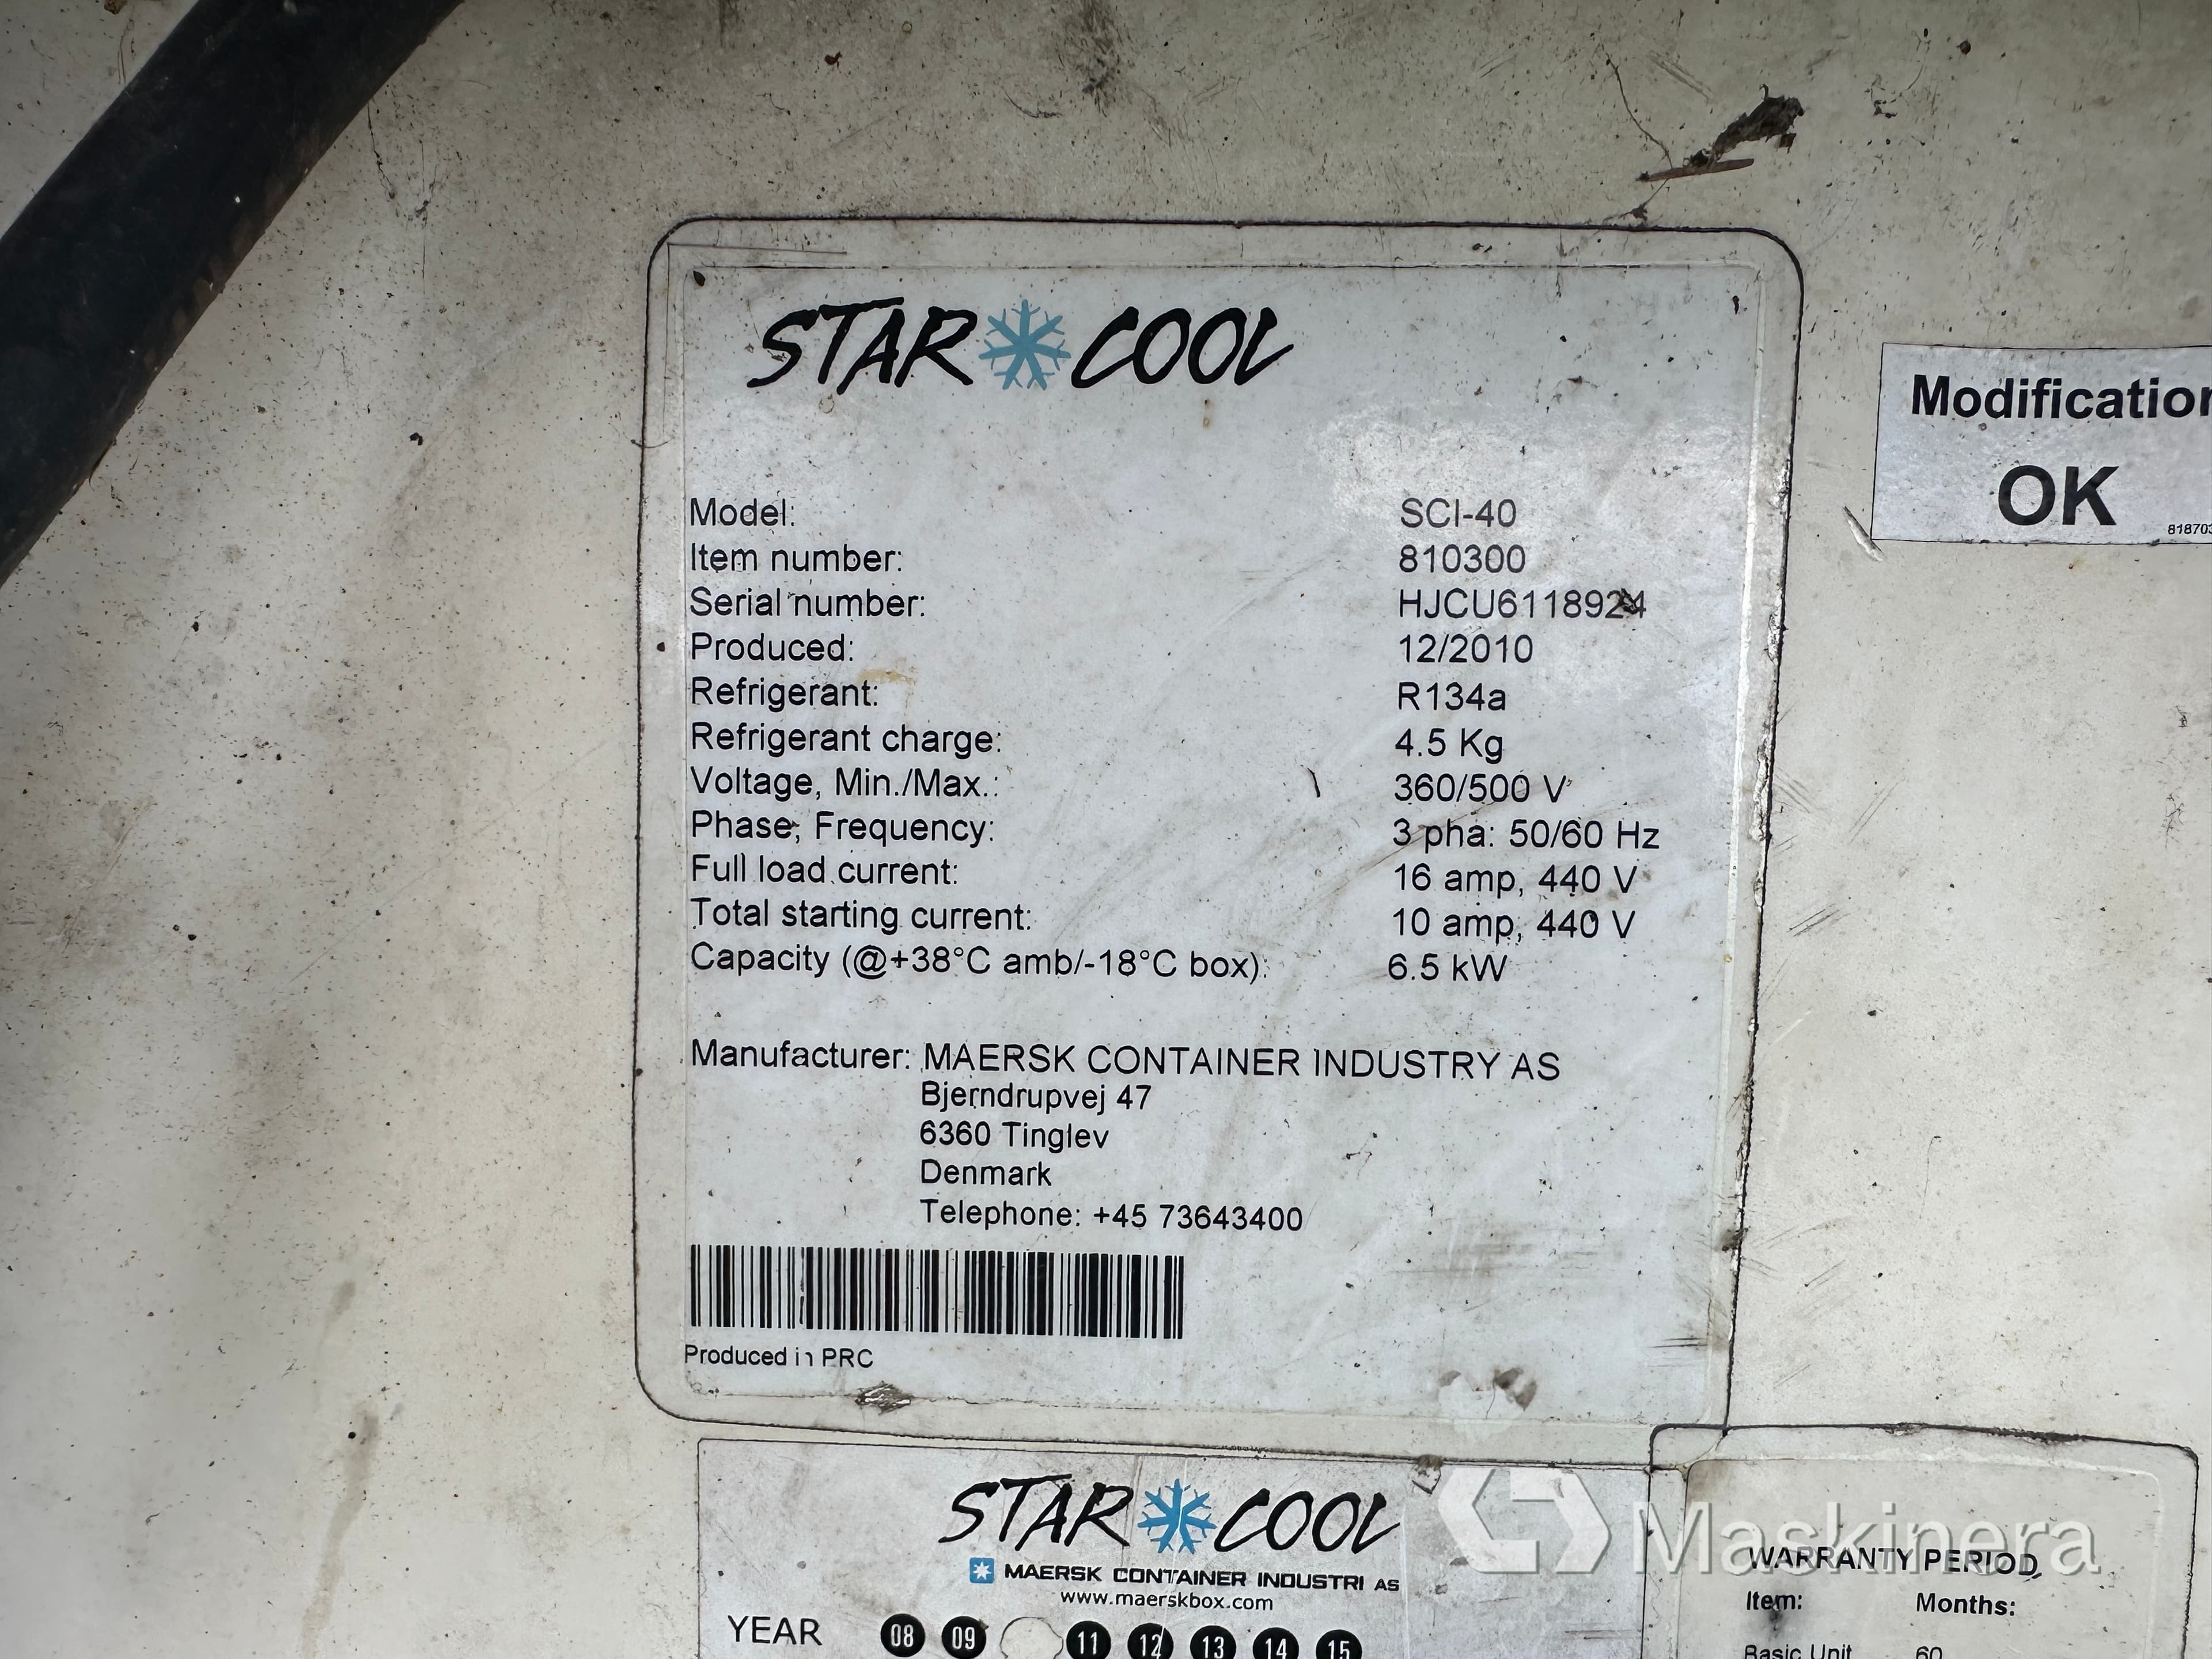 STAR COOL
Modification
OK
81870
Model: SCI-40
Item number: 810300
Serial number: HJCU6118924
Produced: 12/2010
Refrigerant: R134a
Refrigerant charge: 4.5 Kg
Voltage, Min./Max.: 360/500 V
Phase, Frequency: 3 pha: 50/60 Hz
Full load current: 16 amp, 440 V
Total starting current: 10 amp, 440 V
Capacity (@+38°C amb/-18°C box): 6.5 kW
Manufacturer: MAERSK CONTAINER INDUSTRY AS
Bjerndrupvej 47
6360 Tinglev
Denmark
Telephone: +45 73643400
Produced in PRC
STAR COOL
MAERSK CONTAINER INDUSTRI AS
www.maerskbox.com
YEAR 08 09 11 12 13 14 15
Maskinera
WARRANTY PERIOD
Item: Months:
Basic Unit 60